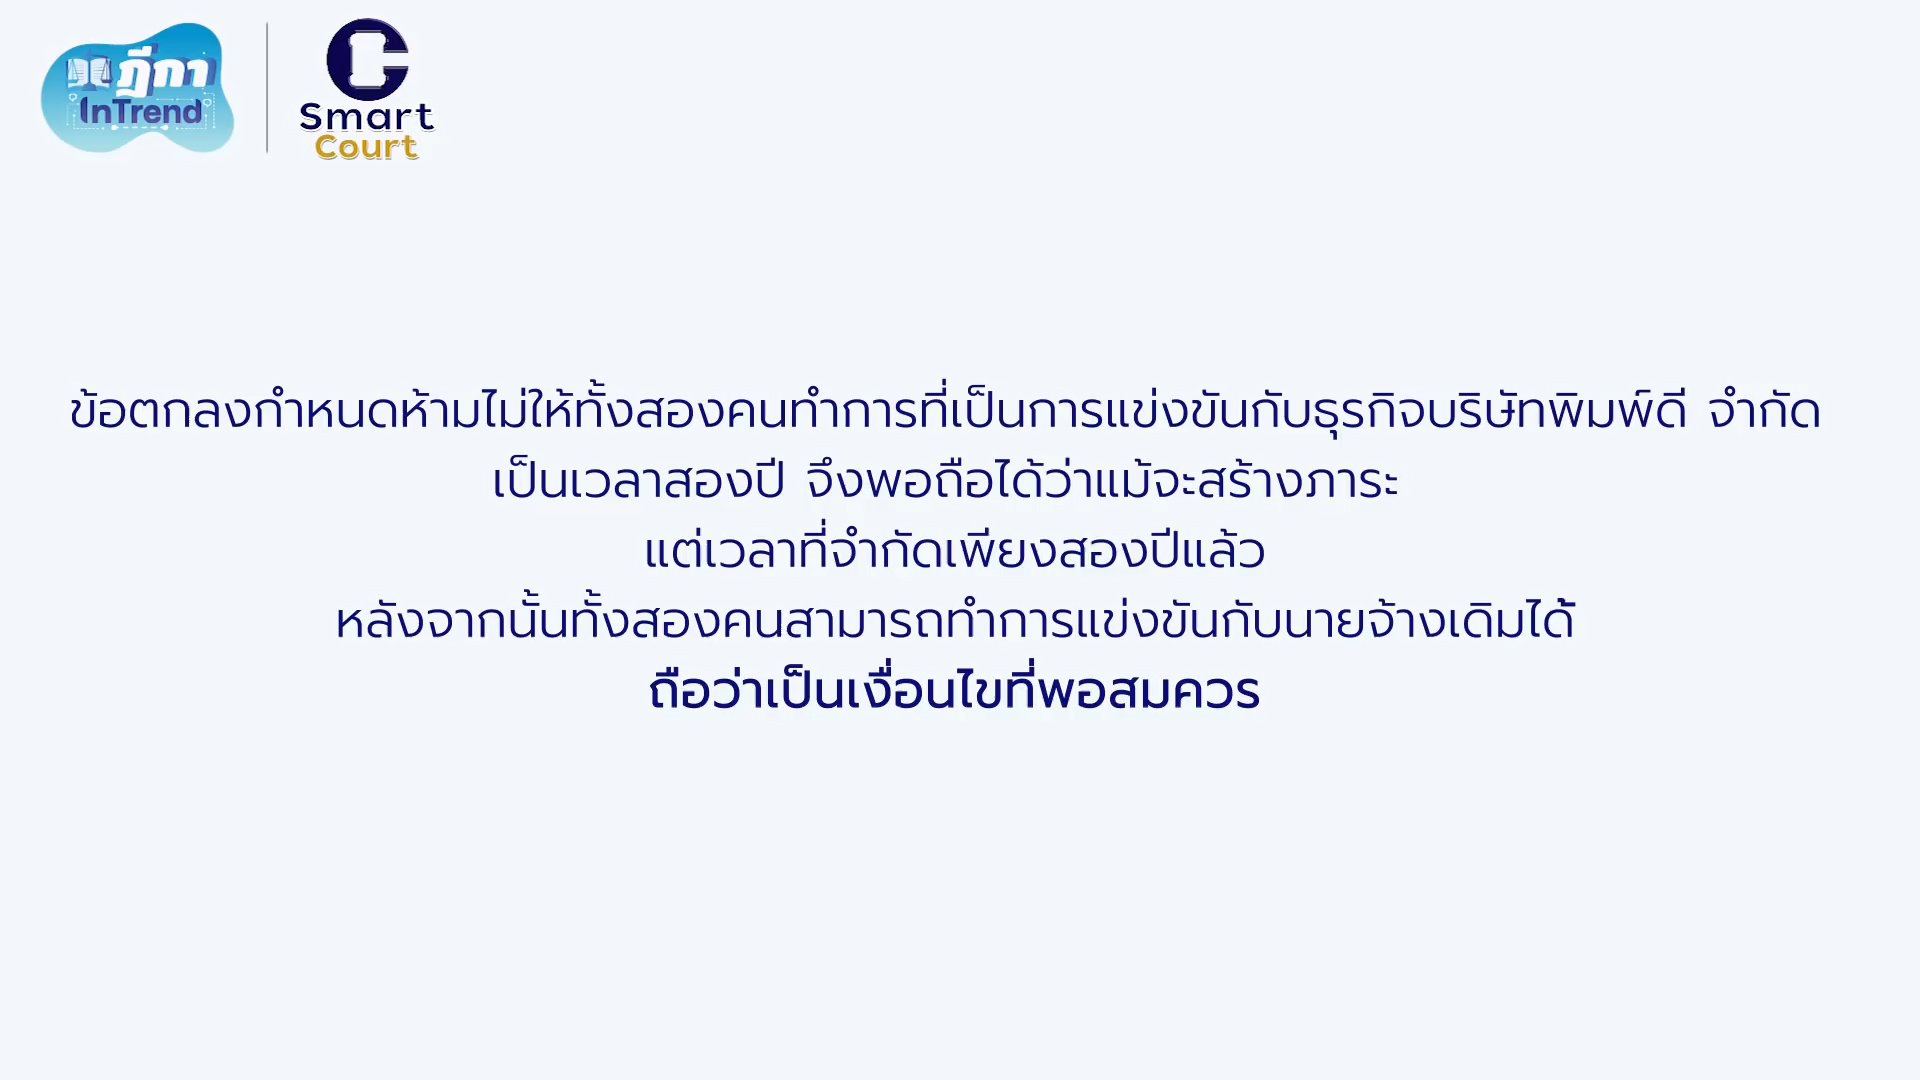 ฎีกา
InTrend
Smart
Court
ข้อตกลงกำหนดห้ามไม่ให้ทั้งสองคนทำการที่เป็นการแข่งขันกับธุรกิจบริษัทพิมพ์ดี จำกัด
เป็นเวลาสองปี จึงพอถือได้ว่าแม้จะสร้างภาระ
แต่เวลาที่จำกัดเพียงสองปีแล้ว
หลังจากนั้นทั้งสองคนสามารถทำการแข่งขันกับนายจ้างเดิมได้
ถือว่าเป็นเงื่อนไขที่พอสมควร